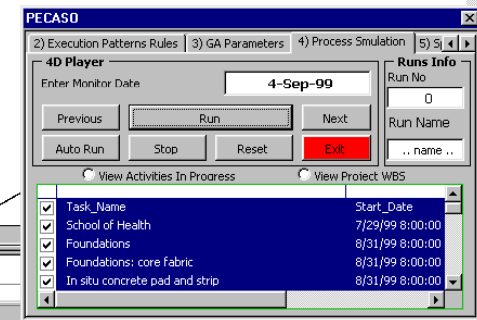 PECASO
2) Execution Patterns Rules 3) GA Parameters 4) Process Smulation 5) S
4D Player
Runs Info
Enter Monitor Date
4-Sep-99
Run No
0
Previous Run Next
Run Name
Auto Run Stop Reset Exit
.. name ..
View Activities In Progress View Project WBS
Task_Name Start_Date
School of Health 7/29/99 8:00:00
Foundations 8/31/99 8:00:00
Foundations: core fabric 8/31/99 8:00:00
In situ concrete pad and strip 8/31/99 8:00:00